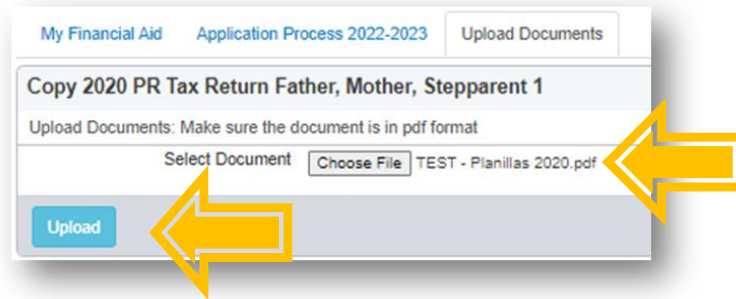 My Financial Aid Application Process 2022-2023 Upload Documents
Copy 2020 PR Tax Return Father, Mother, Stepparent 1
Upload Documents: Make sure the document is in pdf format
Select Document Choose File TEST - Planillas 2020.pdf
Upload